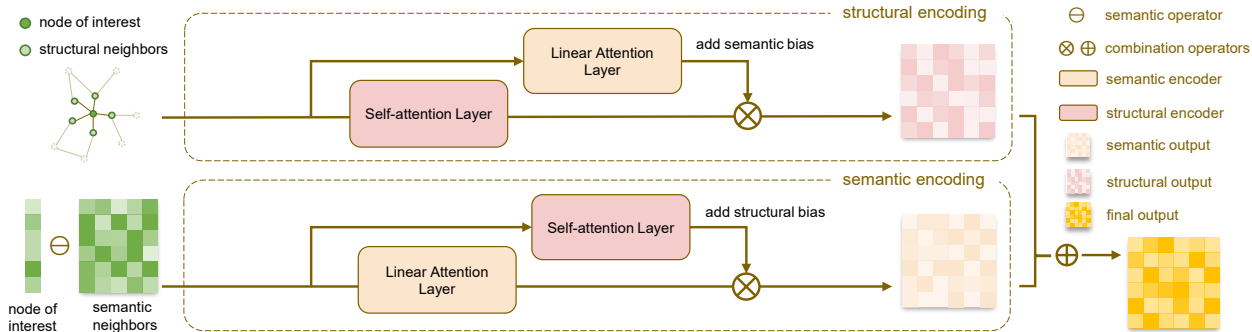 node of interest
structural neighbors
structural encoding
Linear Attention
Layer
add semantic bias
Self-attention Layer
semantic encoding
Self-attention Layer
add structural bias
Linear Attention
Layer
node of
interest
semantic
neighbors
semantic operator
combination operators
semantic encoder
structural encoder
semantic output
structural output
final output